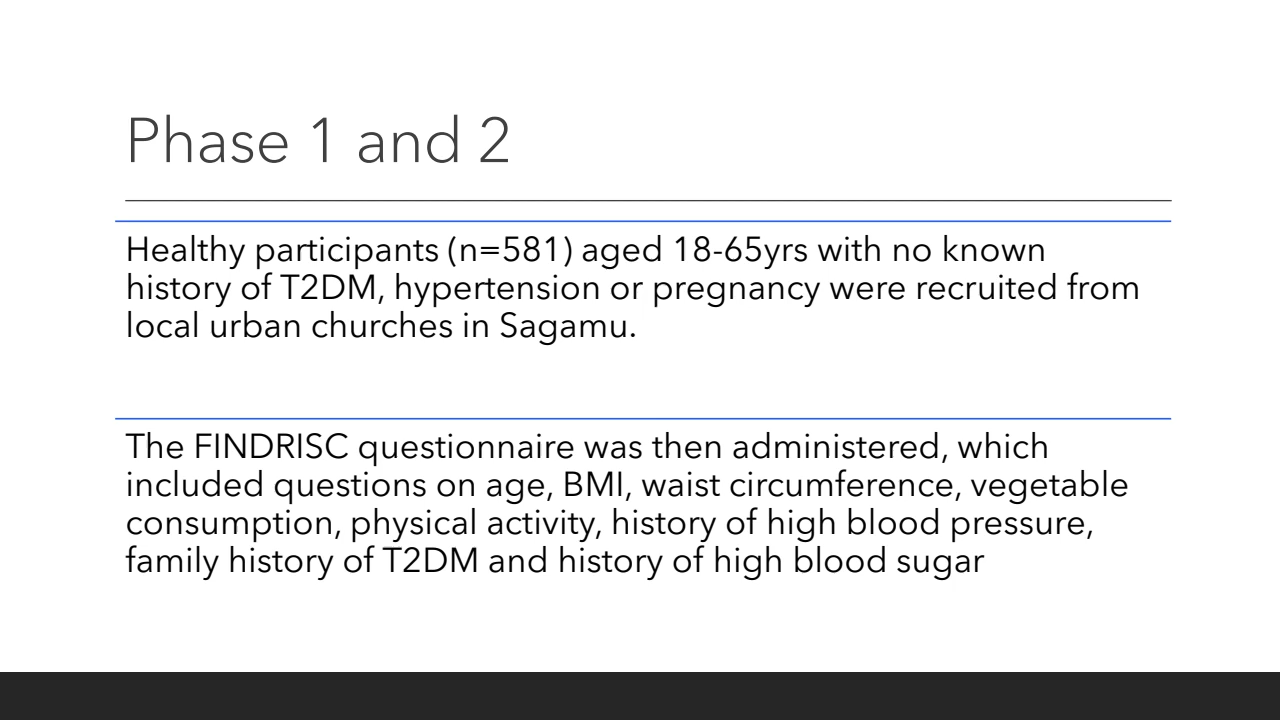 Phase 1 and 2
Healthy participants (n=581) aged 18-65yrs with no known
history of T2DM, hypertension or pregnancy were recruited from
local urban churches in Sagamu.
The FINDRISC questionnaire was then administered, which
included questions on age, BMI, waist circumference, vegetable
consumption, physical activity, history of high blood pressure,
family history of T2DM and history of high blood sugar